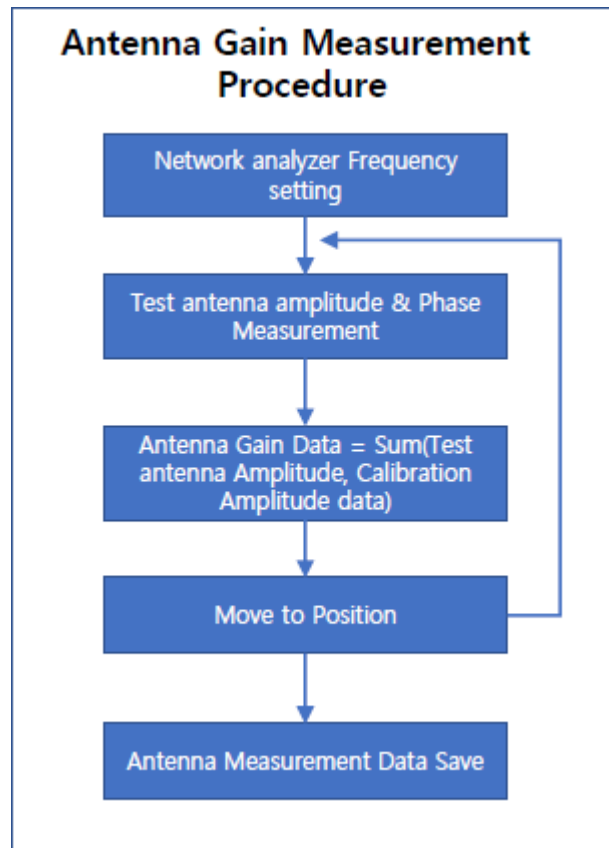 Antenna Gain Measurement
Procedure
Network analyzer Frequency
setting
Test antenna amplitude & Phase
Measurement
Antenna Gain Data = Sum(Test
antenna Amplitude, Calibration
Amplitude data)
Move to Position
Antenna Measurement Data Save